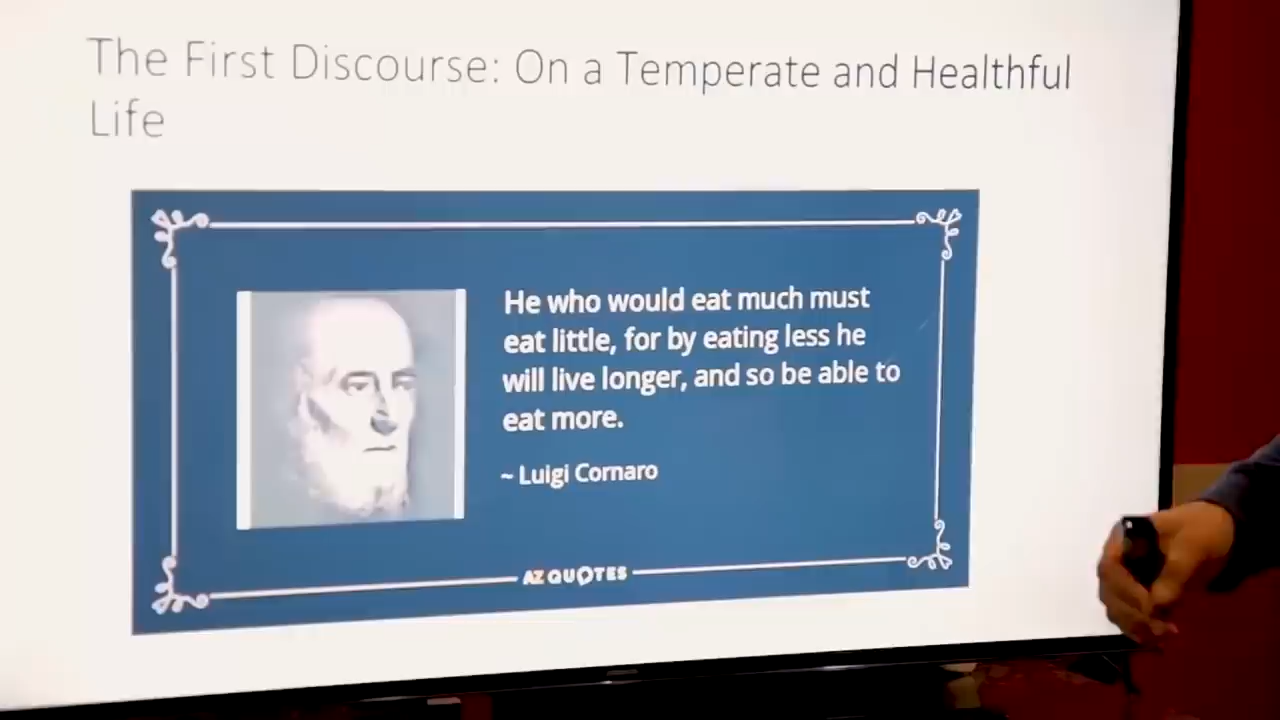 The First Discourse: On a Temperate and Healthful
Life
He who would eat much must
eat little, for by eating less he
will live longer, and so be able to
eat more.
~ Luigi Cornaro
AZ QUOTES